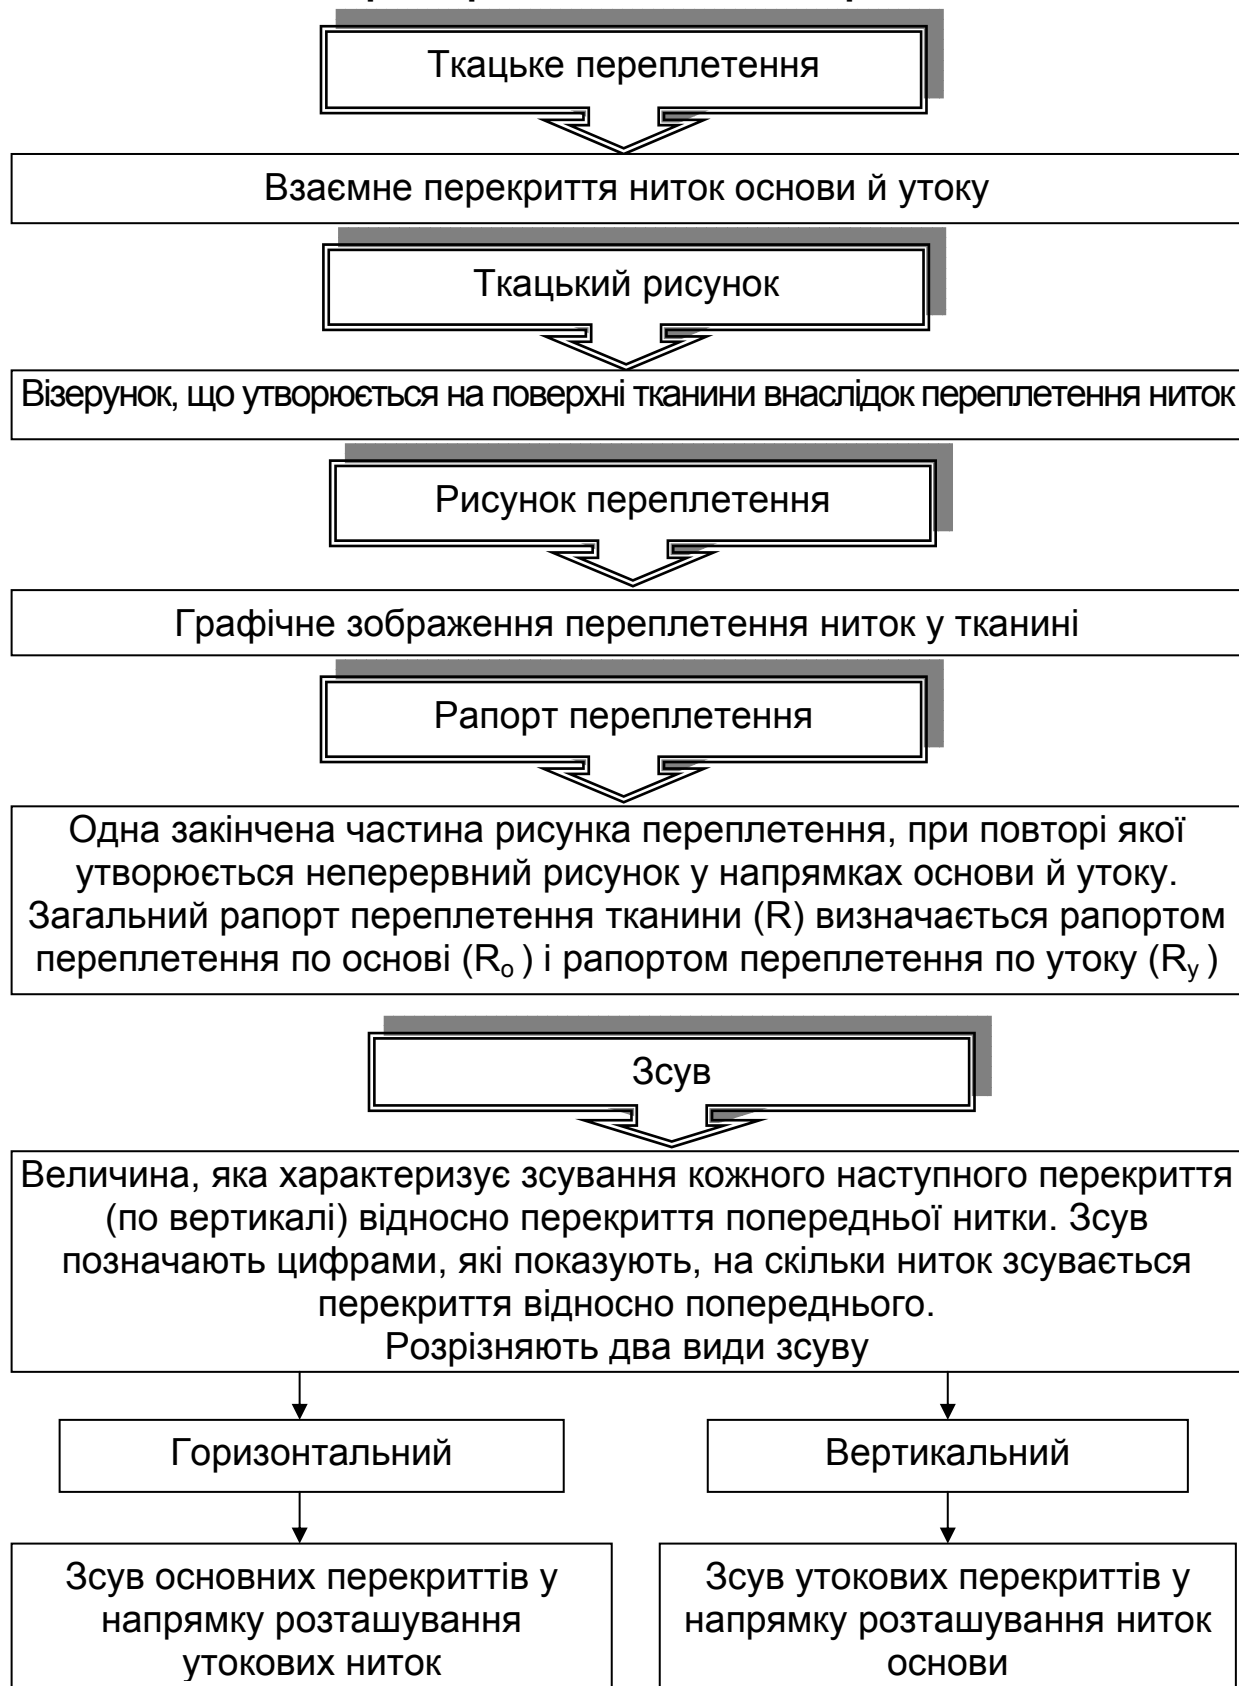 Ткацьке переплетення
Взаємне перекриття ниток основи й утоку
Ткацький рисунок
Візерунок, що утворюється на поверхні тканини внаслідок переплетення ниток
Рисунок переплетення
Графічне зображення переплетення ниток у тканині
Рапорт переплетення
Одна закінчена частина рисунка переплетення, при повторі якої
утворюється неперервний рисунок у напрямках основи й утоку.
Загальний рапорт переплетення тканини (R) визначається рапортом
переплетення по основі (Rо ) і рапортом переплетення по утоку (Rу )
Зсув
Величина, яка характеризує зсування кожного наступного перекриття
(по вертикалі) відносно перекриття попередньої нитки. Зсув
позначають цифрами, які показують, на скільки ниток зсувається
перекриття відносно попереднього.
Розрізняють два види зсуву
Горизонтальний
Вертикальний
Зсув основних перекриттів у
напрямку розташування
утокових ниток
Зсув утокових перекриттів у
напрямку розташування ниток
основи